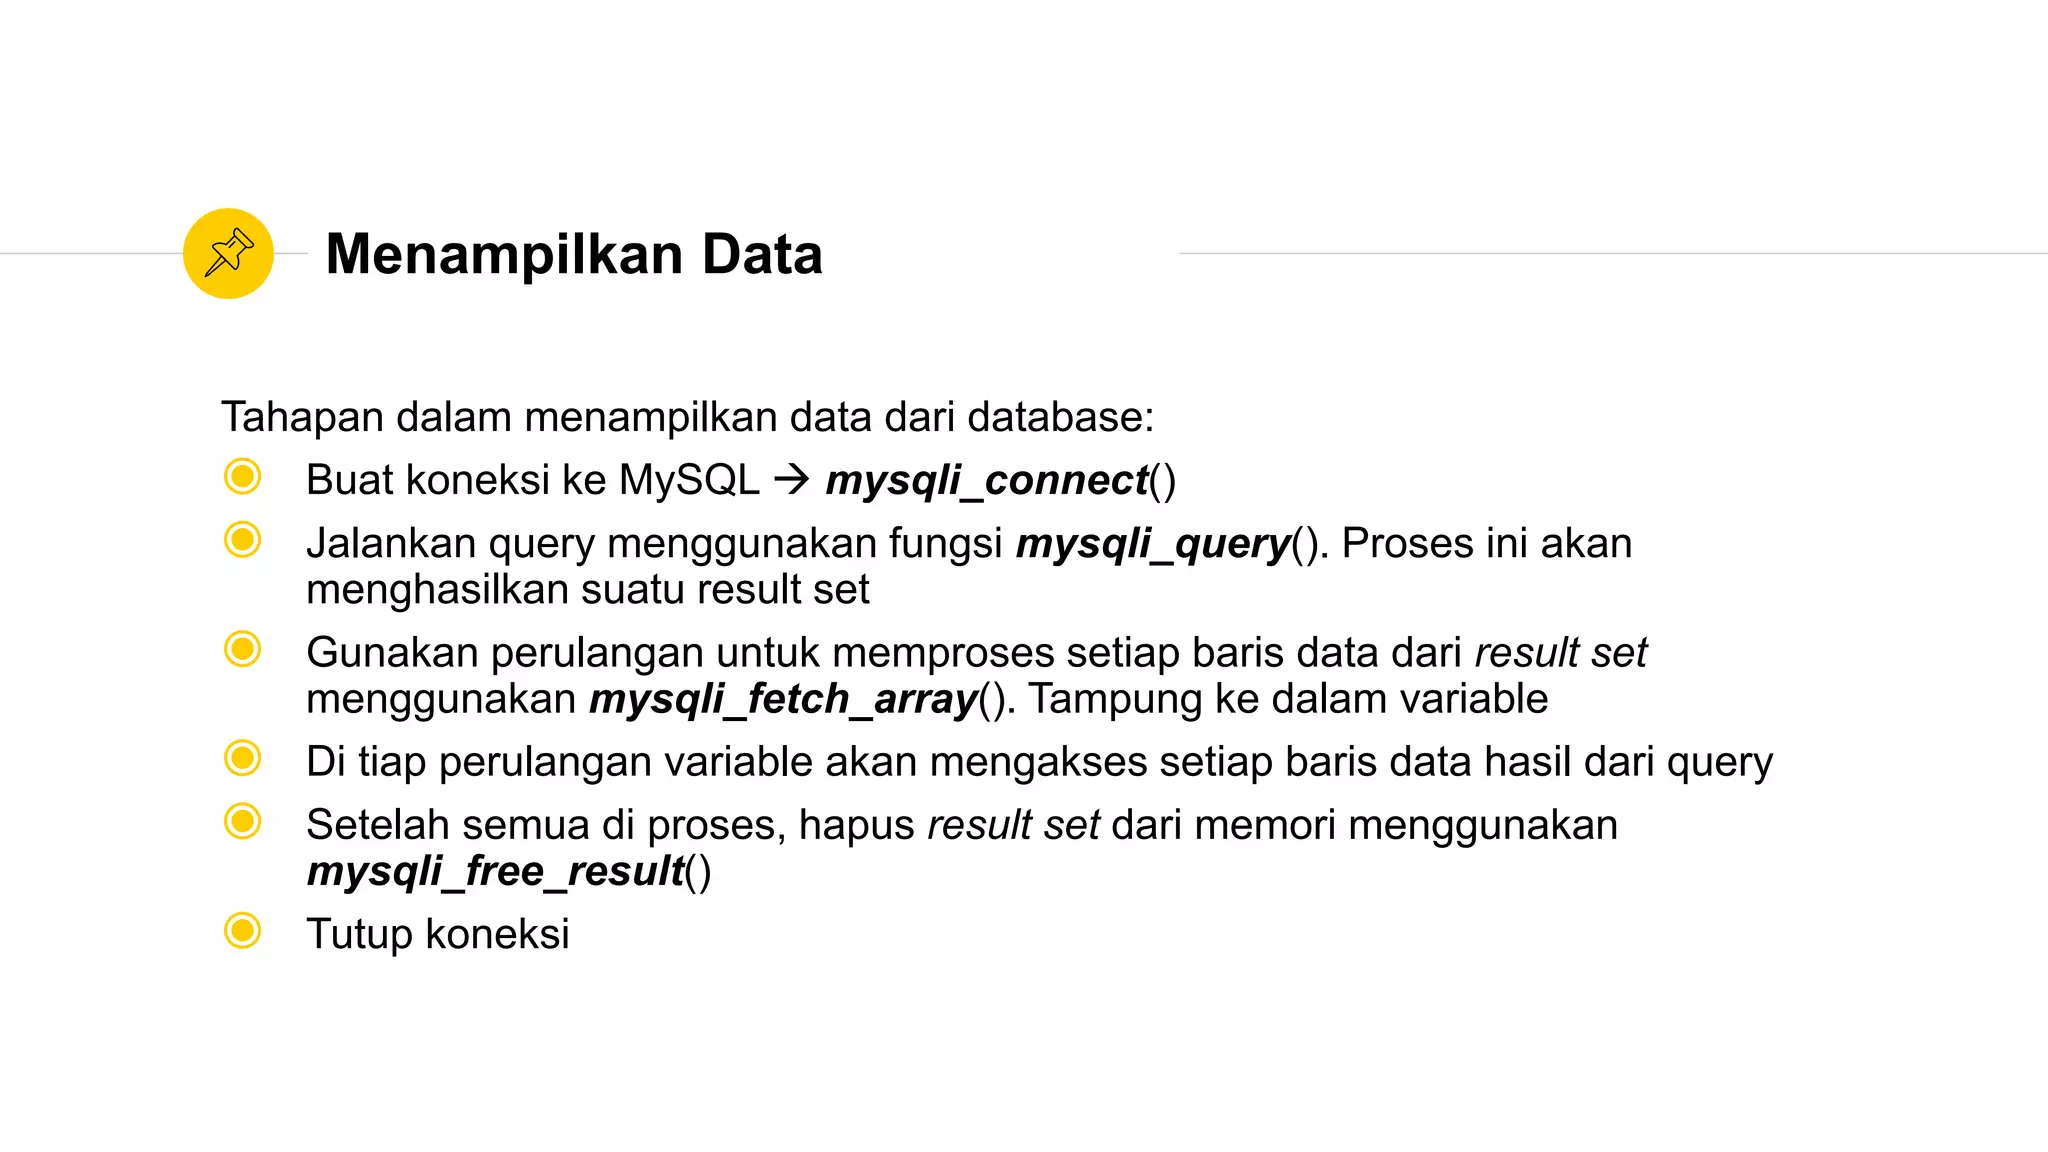 Menampilkan Data
Tahapan dalam menampilkan data dari database:
Buat koneksi ke MySQL → mysqli_connect()
Jalankan query menggunakan fungsi mysqli_query(). Proses ini akan
menghasilkan suatu result set
Gunakan perulangan untuk memproses setiap baris data dari result set
menggunakan mysqli_fetch_array(). Tampung ke dalam variable
Di tiap perulangan variable akan mengakses setiap baris data hasil dari query
Setelah semua di proses, hapus result set dari memori menggunakan
mysqli_free_result()
Tutup koneksi